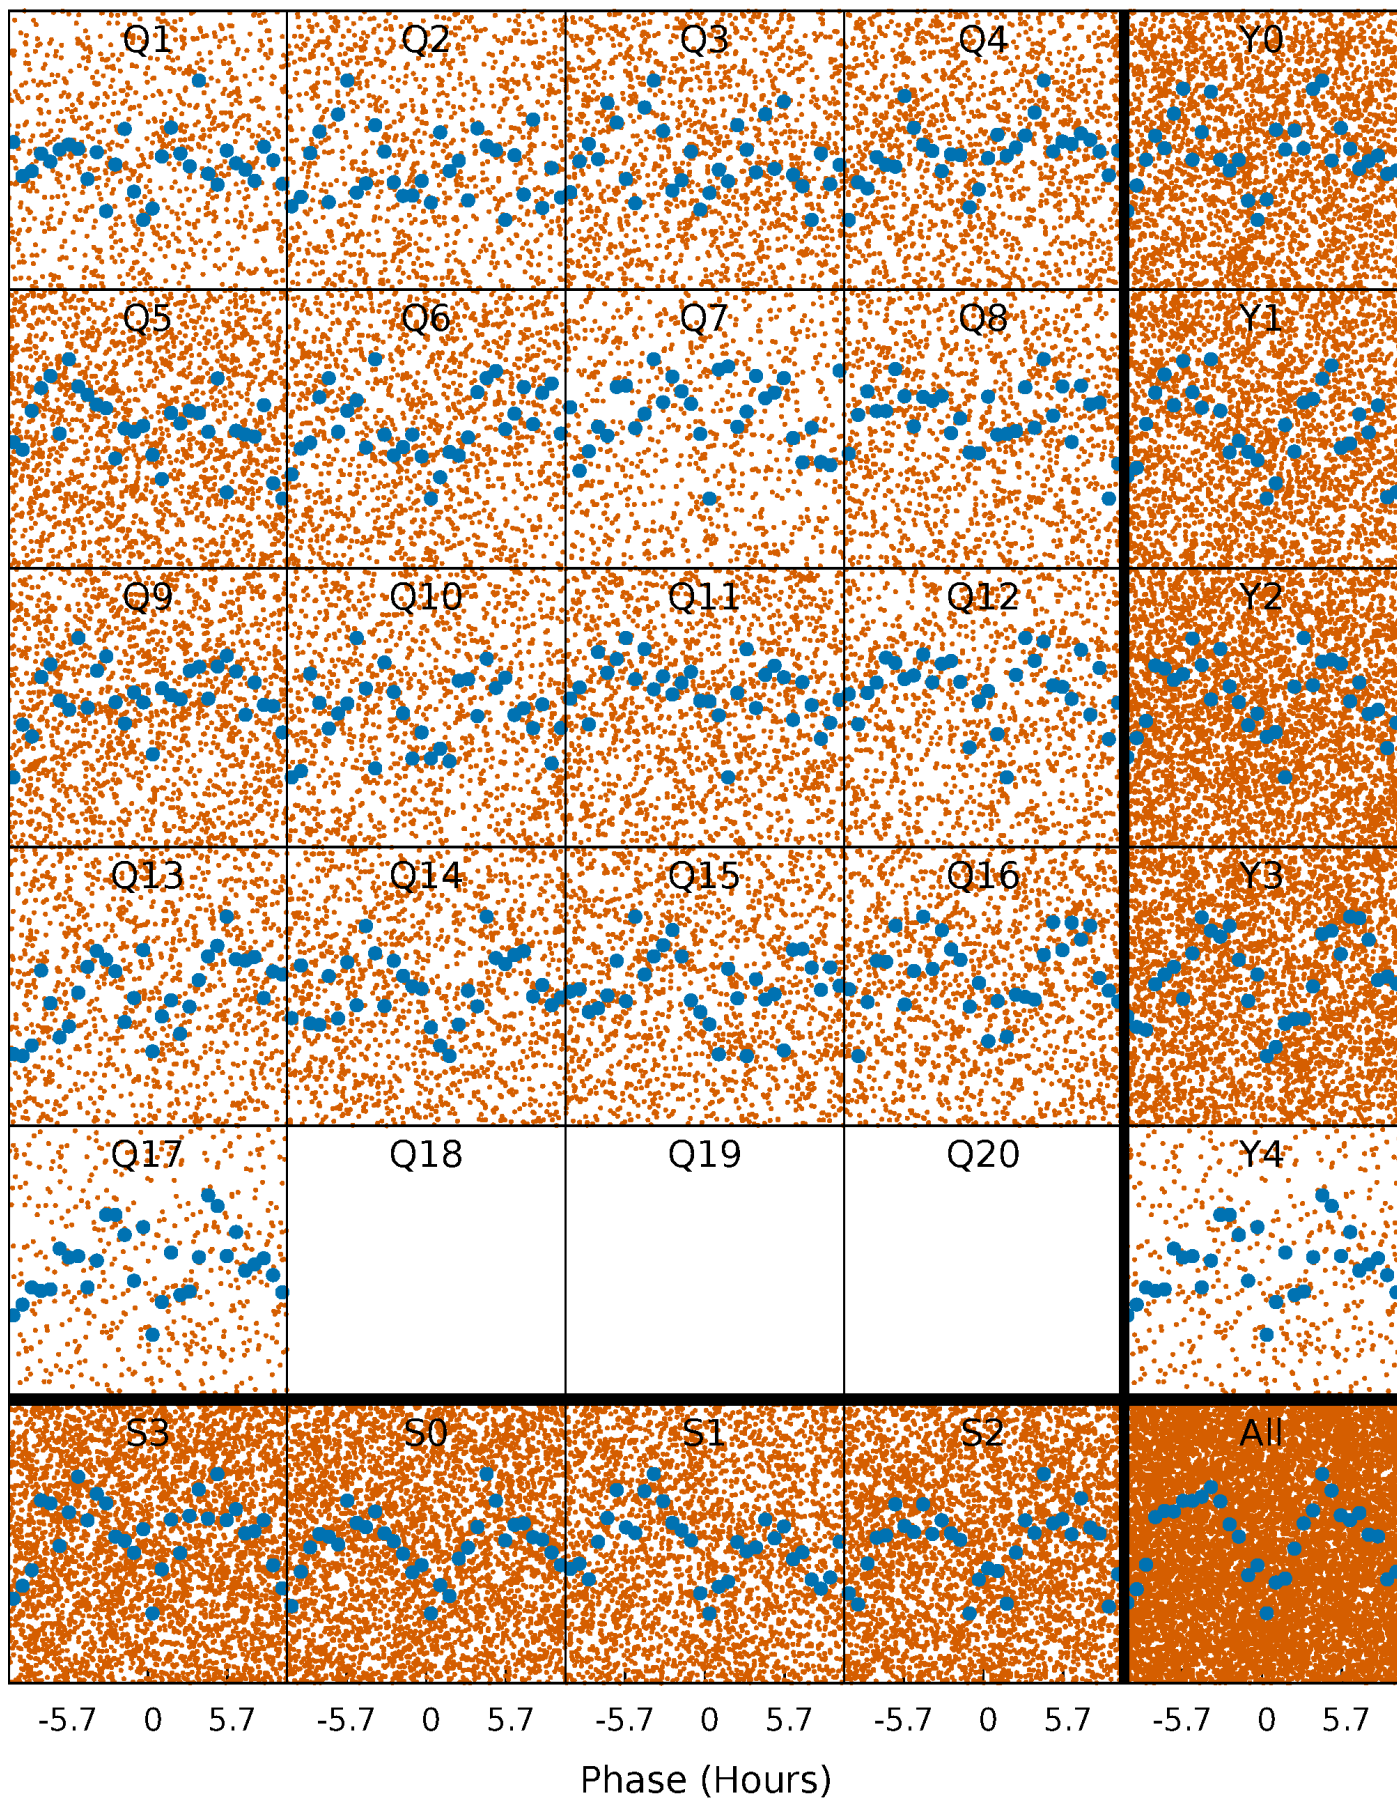 Q1 Q2 Q3 Q4 Y0
Q5 Q6 Q7 Q8 Y1
Q9 Q10 Q11 Q12 Y2
Q13 Q14 Q15 Q16 Y3
Q17 Q18 Q19 Q20 Y4
S3 S0 S1 S2 All
-5.7 0 5.7 -5.7 0 5.7 -5.7 0 5.7 -5.7 0 5.7 -5.7 0 5.7
Phase (Hours)